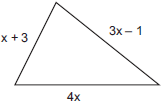 x + 3
3x – 1
4x